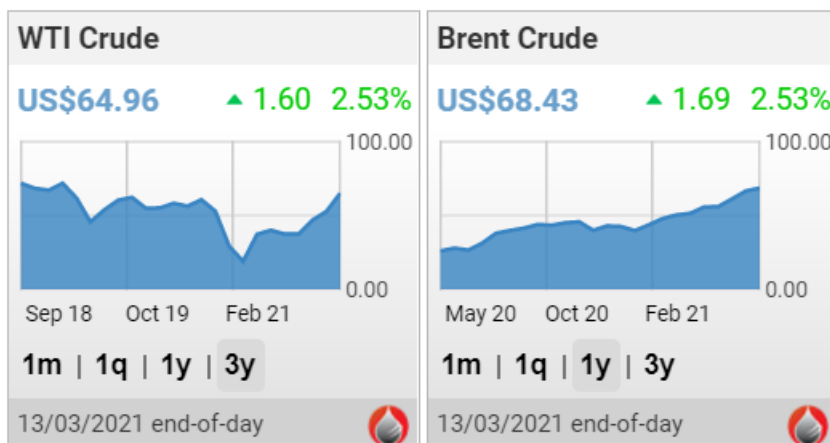 WTI Crude
US$64.96 ▲ 1.60 2.53%
100.00
0.00
Sep 18 Oct 19 Feb 21
1m | 1q | 1y | 3y
13/03/2021 end-of-day
Brent Crude
US$68.43 ▲ 1.69 2.53%
100.00
0.00
May 20 Oct 20 Feb 21
1m | 1q | 1y | 3y
13/03/2021 end-of-day